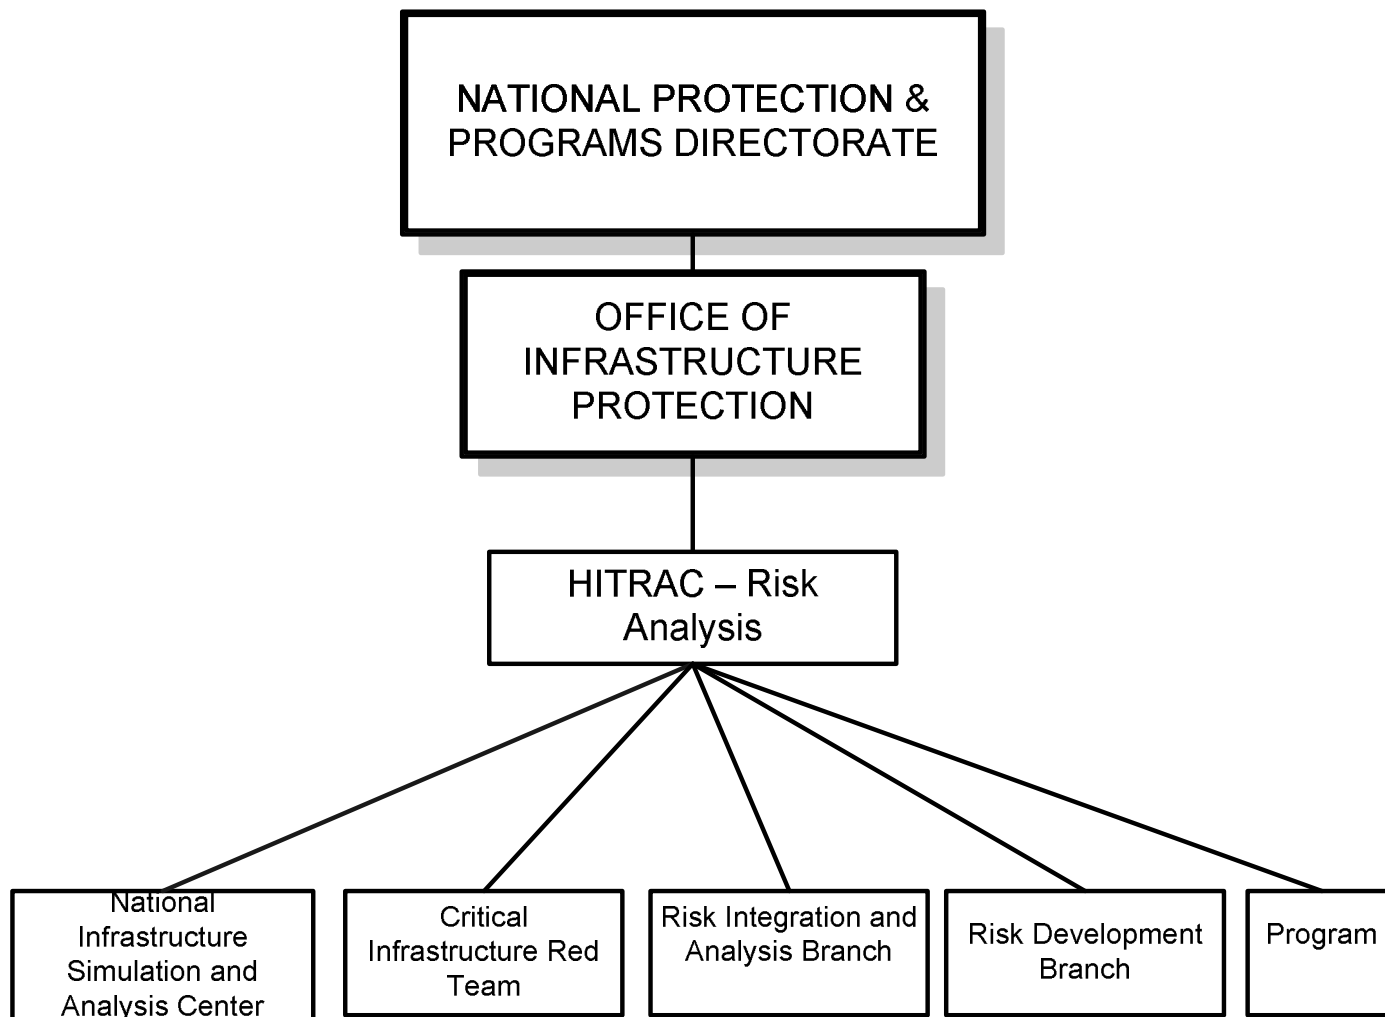 NATIONAL PROTECTION &
PROGRAMS DIRECTORATE
OFFICE OF
INFRASTRUCTURE
PROTECTION
HITRAC – Risk
Analysis
National
Infrastructure
Simulation and
Analysis Center
Critical
Infrastructure Red
Team
Risk Integration and
Analysis Branch
Risk Development
Branch
Program